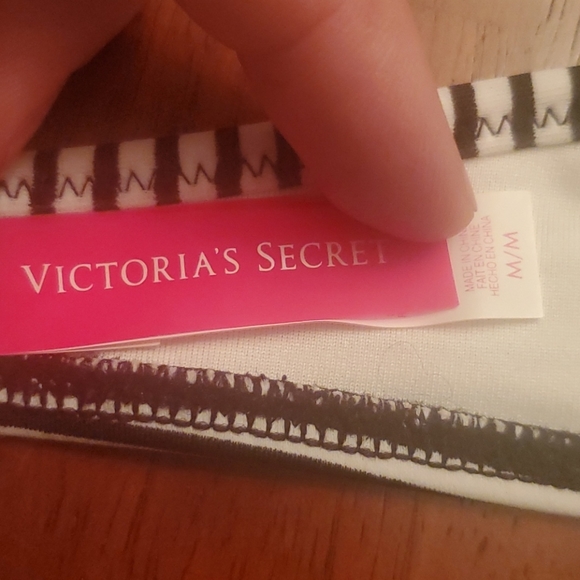 VICTORIA'S SECRET
MADE IN CHINA
FAIT EN CHINE
HECHO EN CHINA
M/M